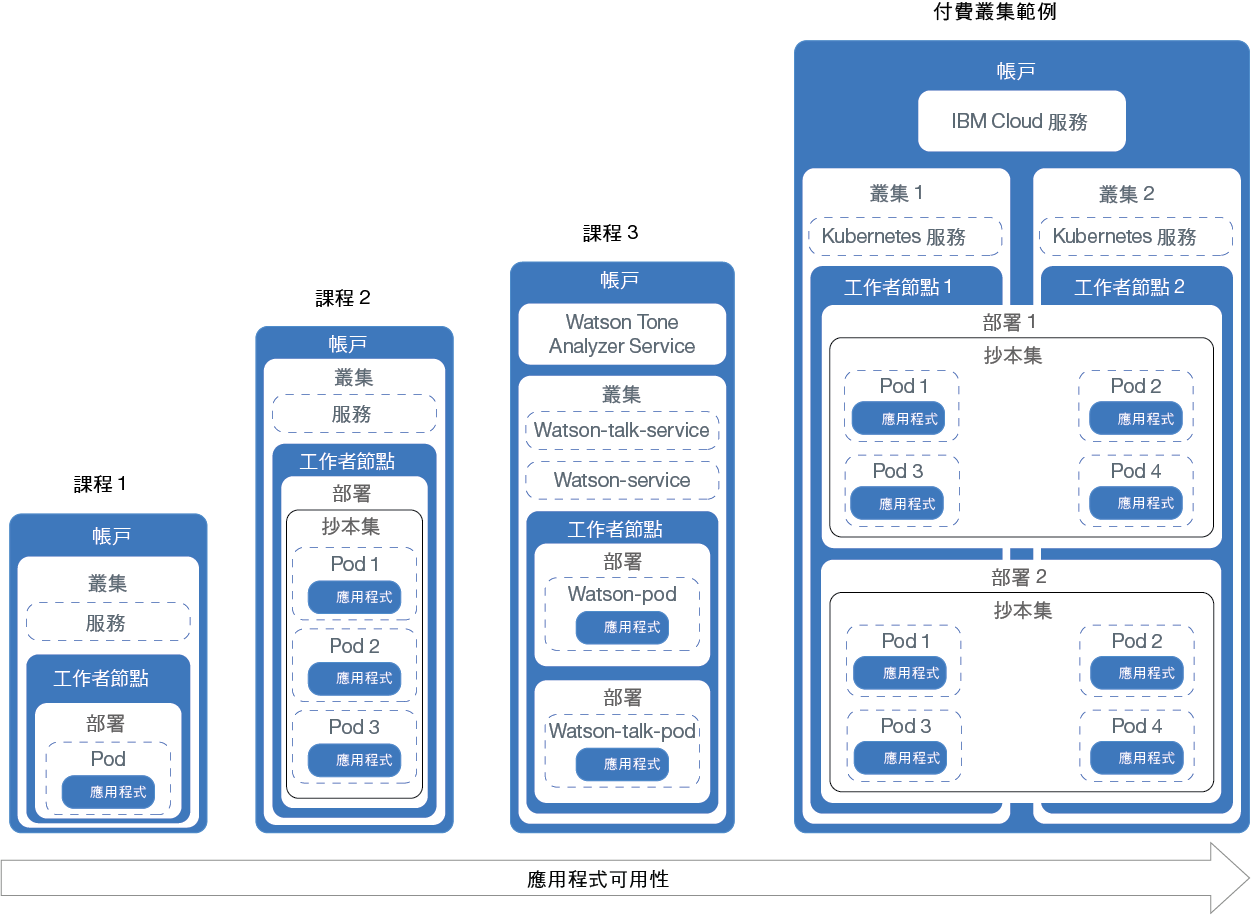 課程 1
帳戶
叢集
服務
工作者節點
部署
Pod
應用程式
課程 2
帳戶
叢集
服務
工作者節點
部署
抄本集
Pod 1
應用程式
Pod 2
應用程式
Pod 3
應用程式
課程 3
帳戶
Watson Tone
Analyzer Service
叢集
Watson-talk-service
Watson-service
工作者節點
部署
Watson-pod
應用程式
部署
Watson-talk-pod
應用程式
付費叢集範例
帳戶
IBM Cloud 服務
叢集 1
Kubernetes 服務
工作者節點 1
叢集 2
Kubernetes 服務
工作者節點 2
部署 1
抄本集
Pod 1
應用程式
Pod 2
應用程式
Pod 3
應用程式
Pod 4
應用程式
部署 2
抄本集
Pod 1
應用程式
Pod 2
應用程式
Pod 3
應用程式
Pod 4
應用程式
應用程式可用性